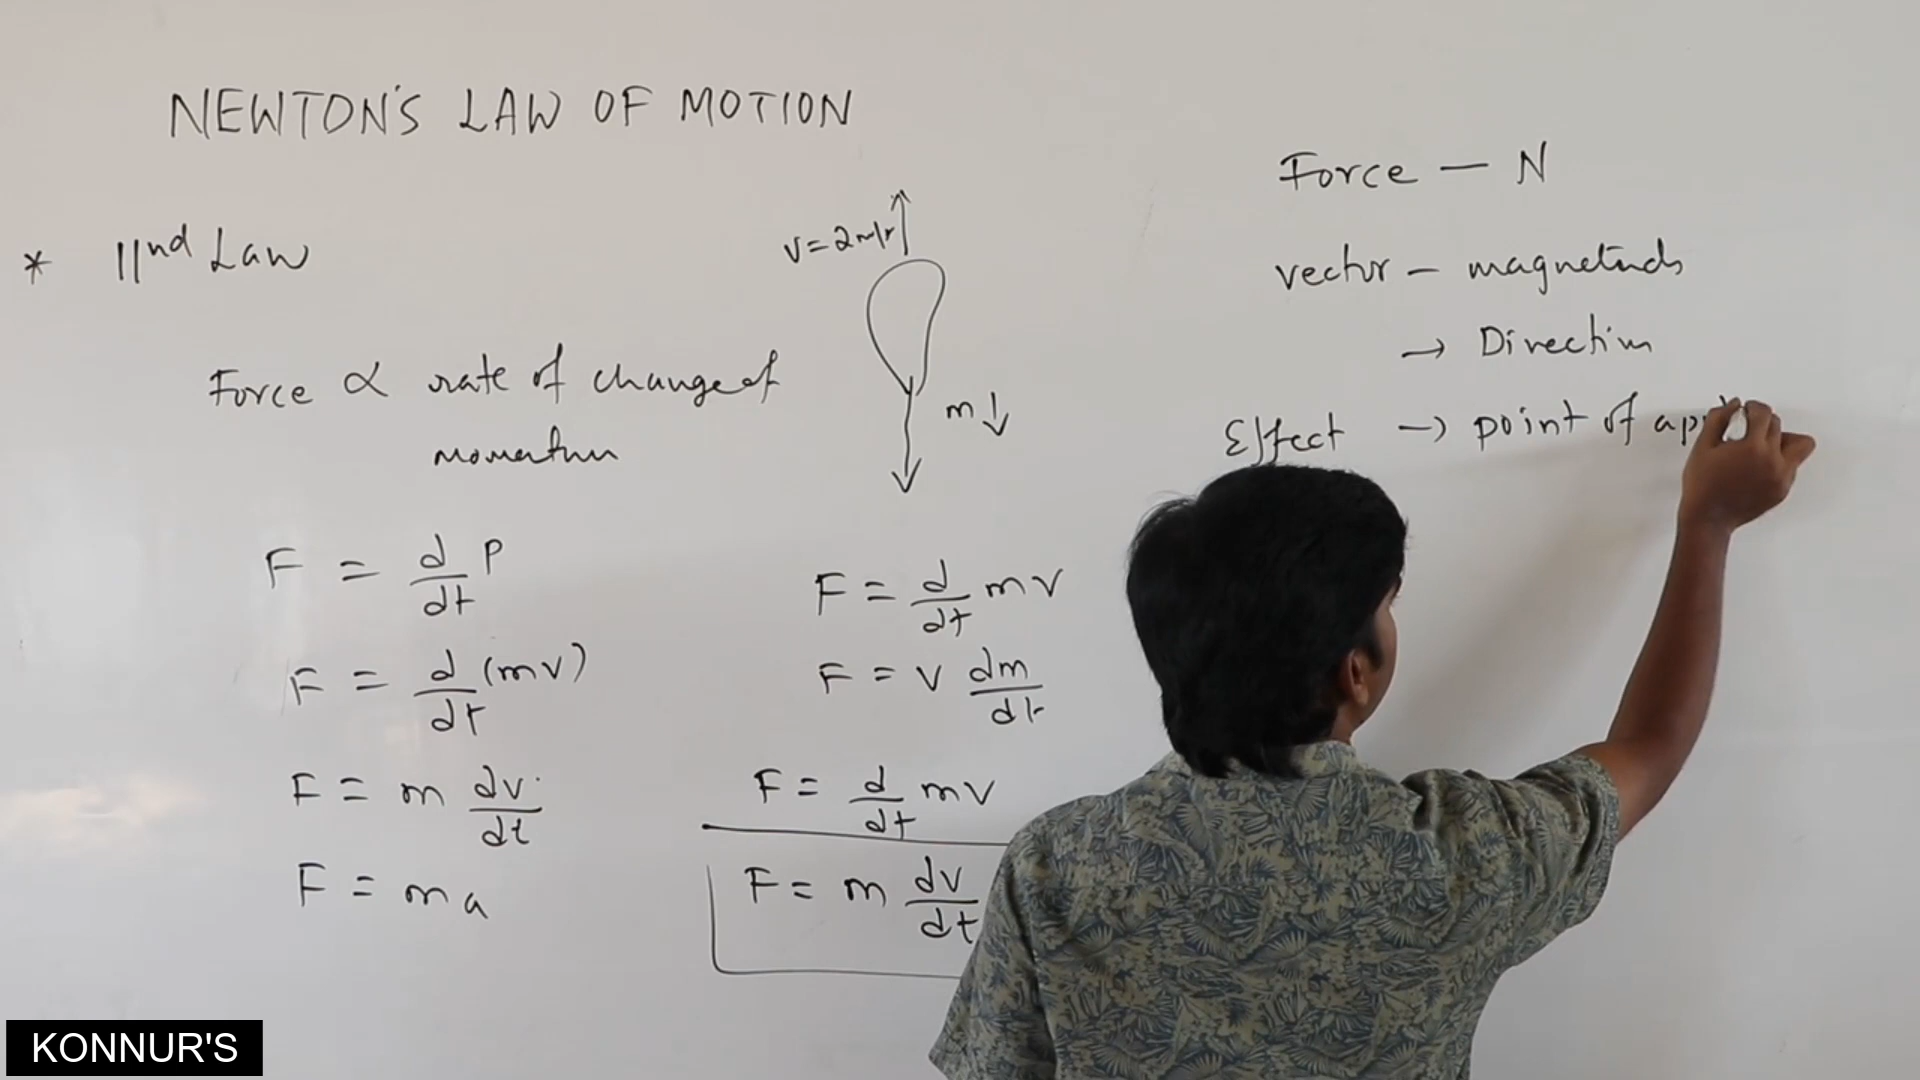 NEWTON'S LAW OF MOTION
* IInd Law
Force ∝ rate of change of
momentum
F = d/dt P
F = d/dt (mv)
F = m dv/dt
F = ma
v = 2m/s
m ↓
F = d/dt mv
F = v dm/dt
F = d/dt mv
F = m dv/dt
Force — N
vector – magnetude
→ Direction
Effect → point of app
KONNUR'S